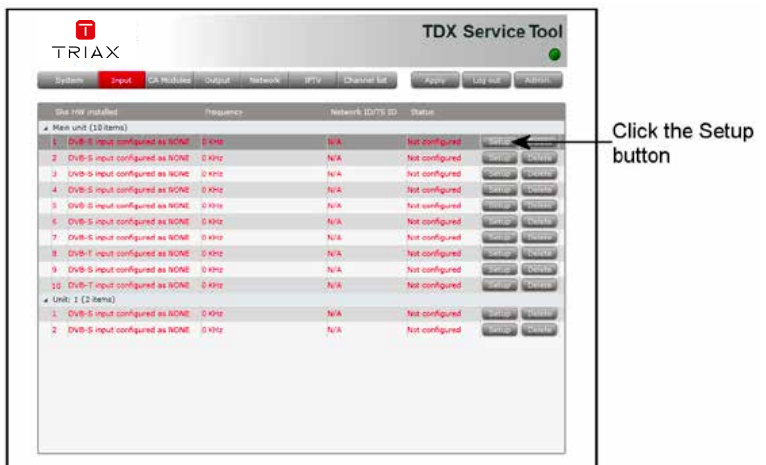 TRIAX
TDX Service Tool
System Input CA Modules Output Network IPTV Channel list Apply Log out Admin.
Slot HW installed Frequency Network ID/TS ID Status
Main unit (10 items)
1 DVB-S input configured as NONE 0 KHz N/A Not configured Setup
Click the Setup button
2 DVB-S input configured as NONE 0 KHz N/A Not configured Setup Delete
3 DVB-S input configured as NONE 0 KHz N/A Not configured Setup Delete
4 DVB-S input configured as NONE 0 KHz N/A Not configured Setup Delete
5 DVB-S input configured as NONE 0 KHz N/A Not configured Setup Delete
6 DVB-S input configured as NONE 0 KHz N/A Not configured Setup Delete
7 DVB-S input configured as NONE 0 KHz N/A Not configured Setup Delete
8 DVB-T input configured as NONE 0 KHz N/A Not configured Setup Delete
9 DVB-S input configured as NONE 0 KHz N/A Not configured Setup Delete
10 DVB-T input configured as NONE 0 KHz N/A Not configured Setup Delete
Unit: 1 (2 items)
1 DVB-S input configured as NONE 0 KHz N/A Not configured Setup Delete
2 DVB-S input configured as NONE 0 KHz N/A Not configured Setup Delete